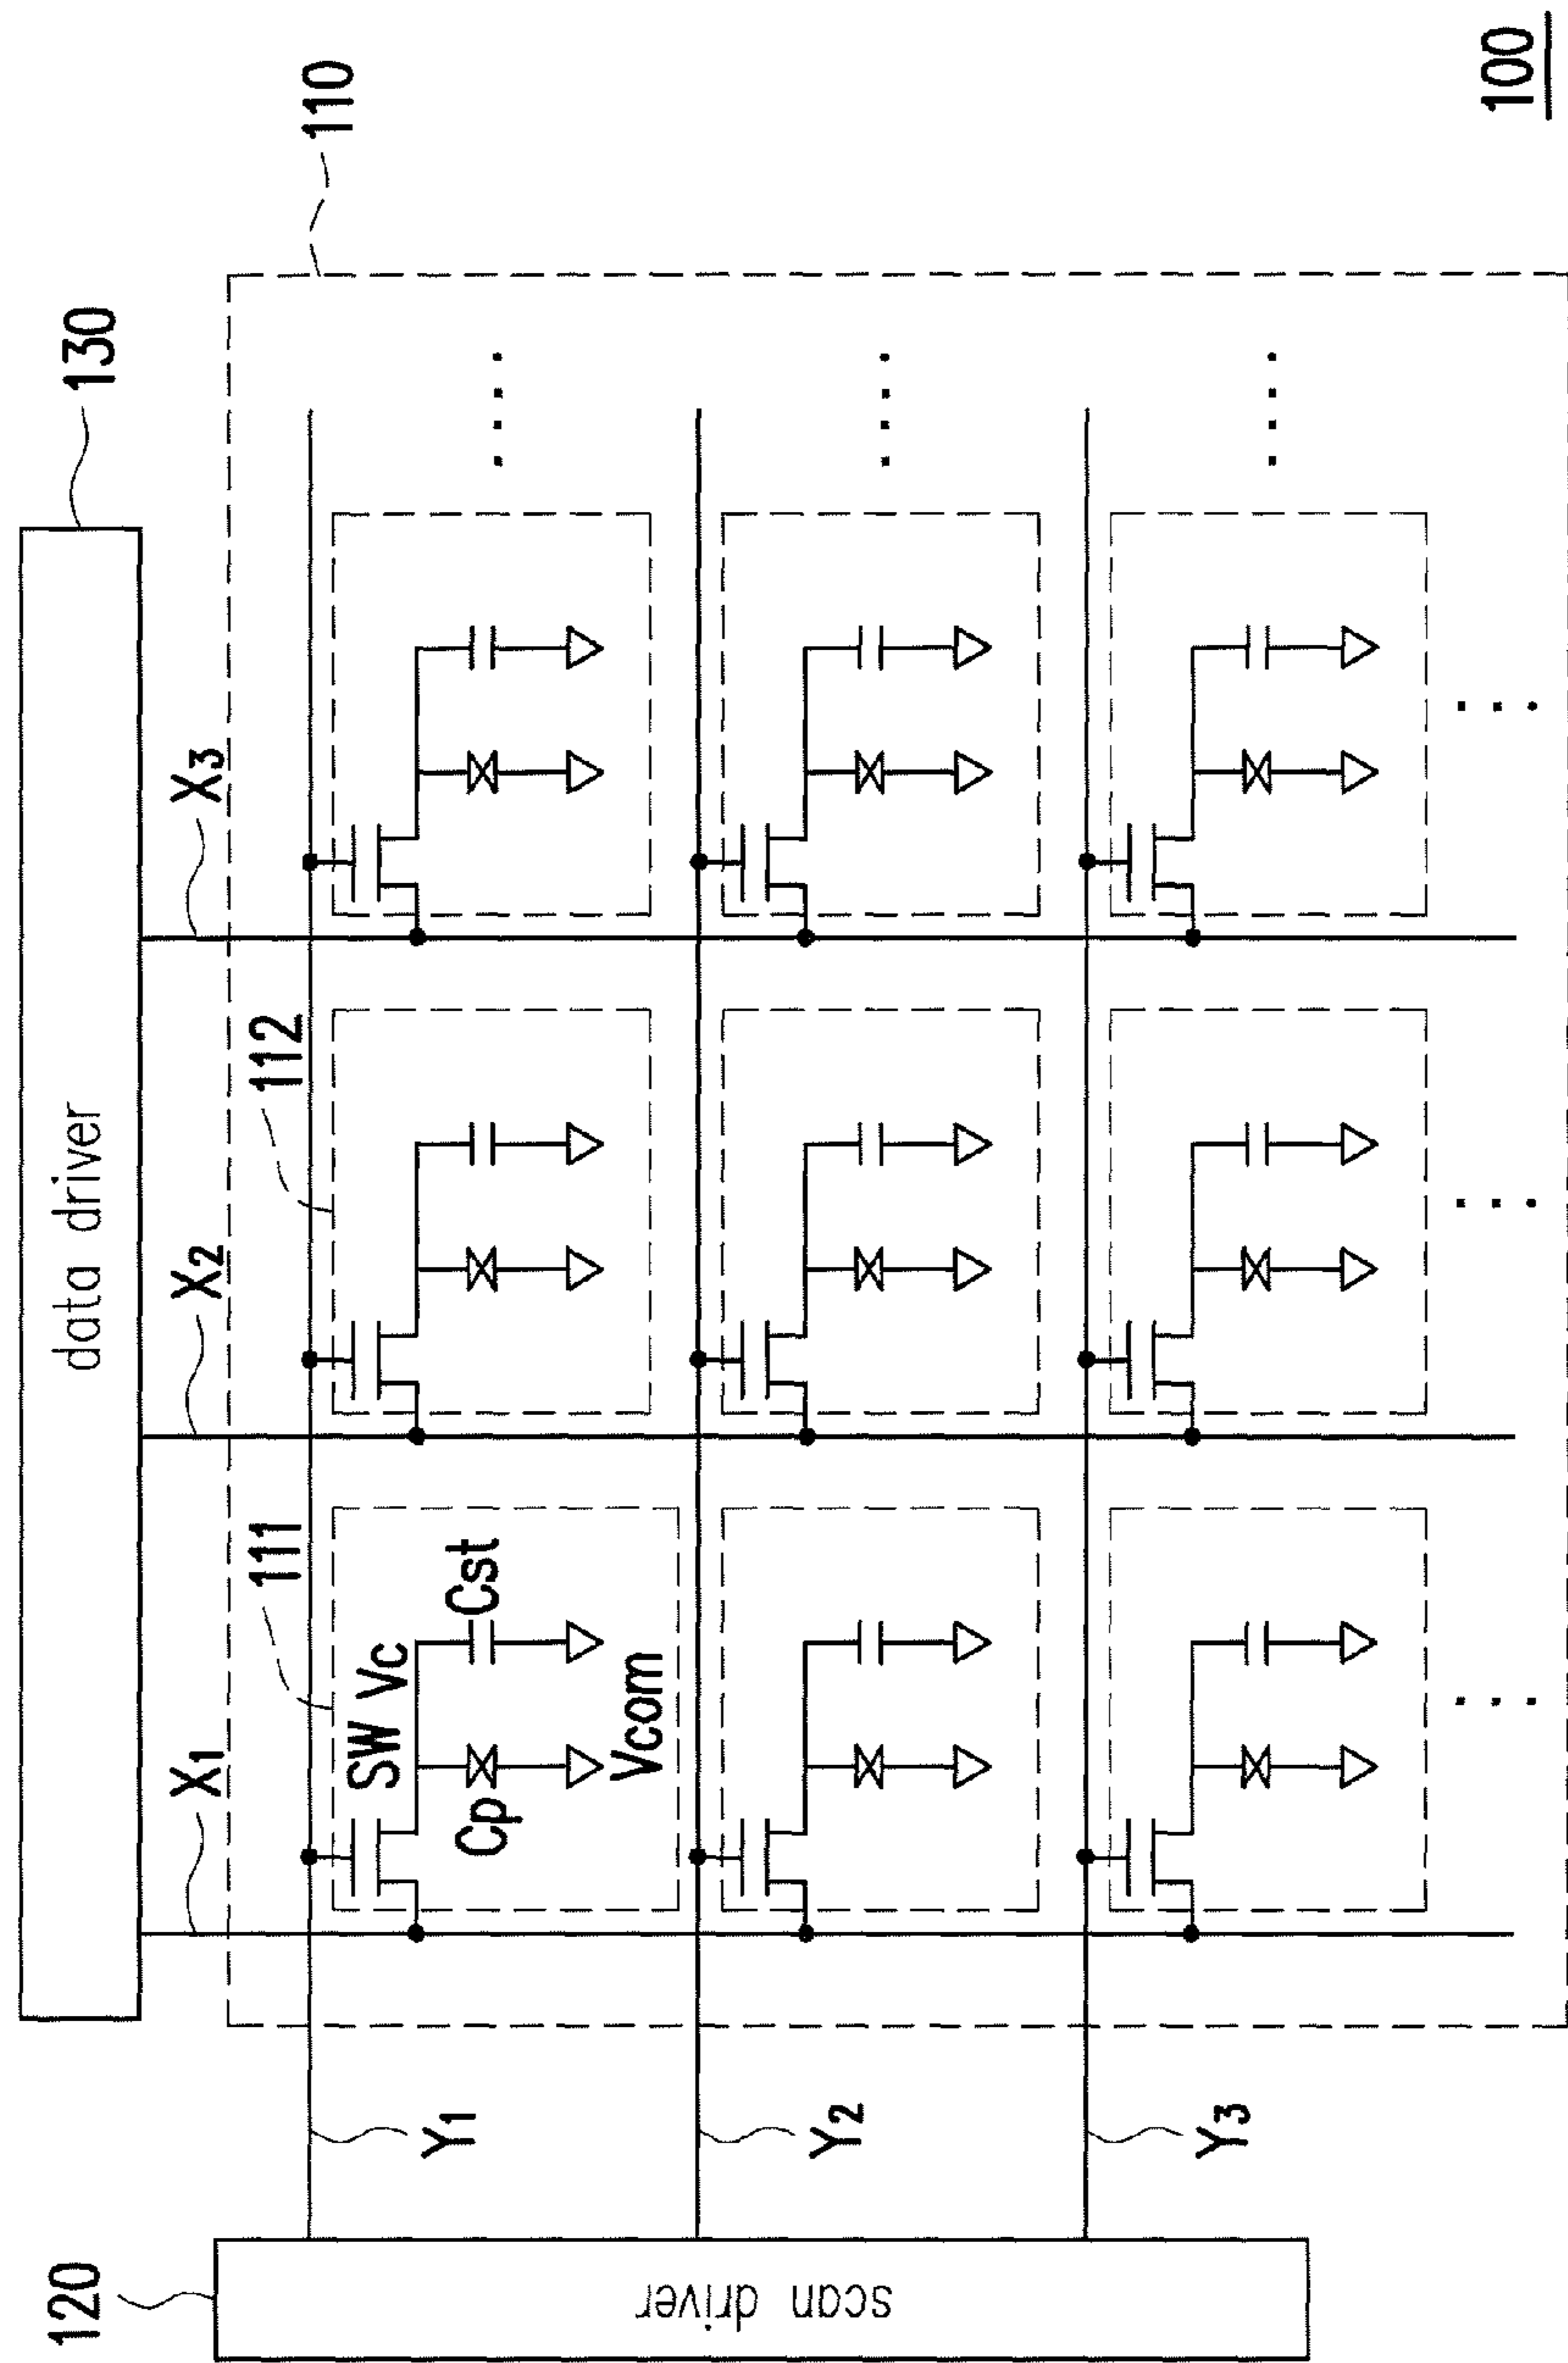 130
data driver
110
X1
X2
X3
111
112
SW Vc
Cp
Cst
Vcom
120
scan driver
Y1
Y2
Y3
100